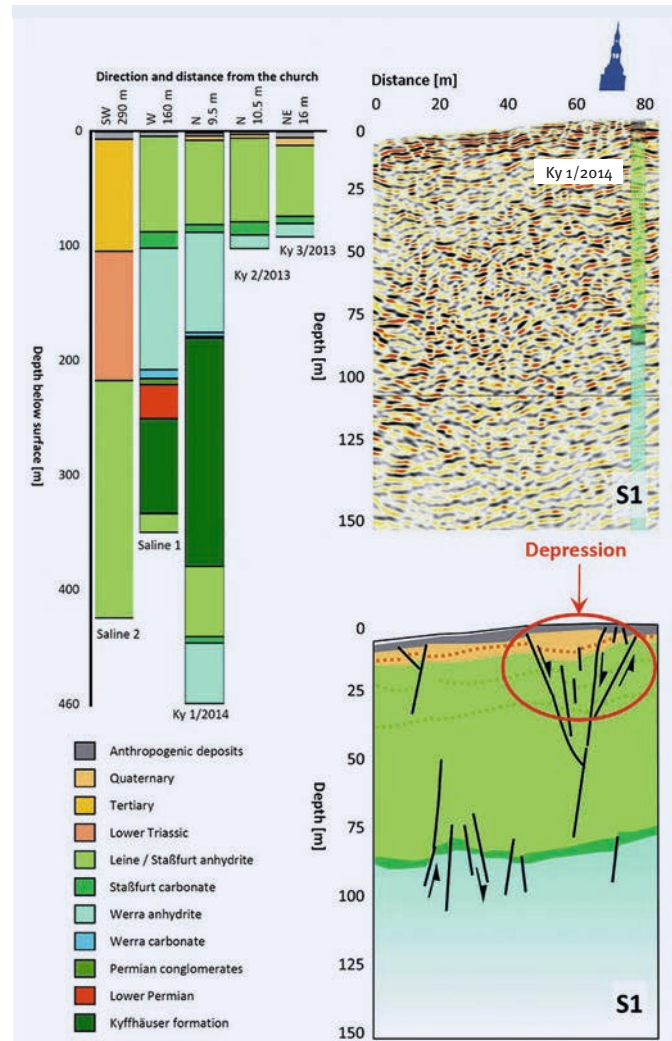 Direction and distance from the church
SW
290 m
W
160 m
N
9.5 m
N
10.5 m
NE
16 m
0
100
200
300
400
460
Depth below surface [m]
Saline 2
Saline 1
Ky 1/2014
Ky 2/2013
Ky 3/2013
Anthropogenic deposits
Quaternary
Tertiary
Lower Triassic
Leine / Staßfurt anhydrite
Staßfurt carbonate
Werra anhydrite
Werra carbonate
Permian conglomerates
Lower Permian
Kyffhäuser formation
Distance [m]
0 20 40 60 80
0
25
50
75
100
125
150
Depth [m]
Ky 1/2014
S1
Depression
0
25
50
75
100
125
150
Depth [m]
S1